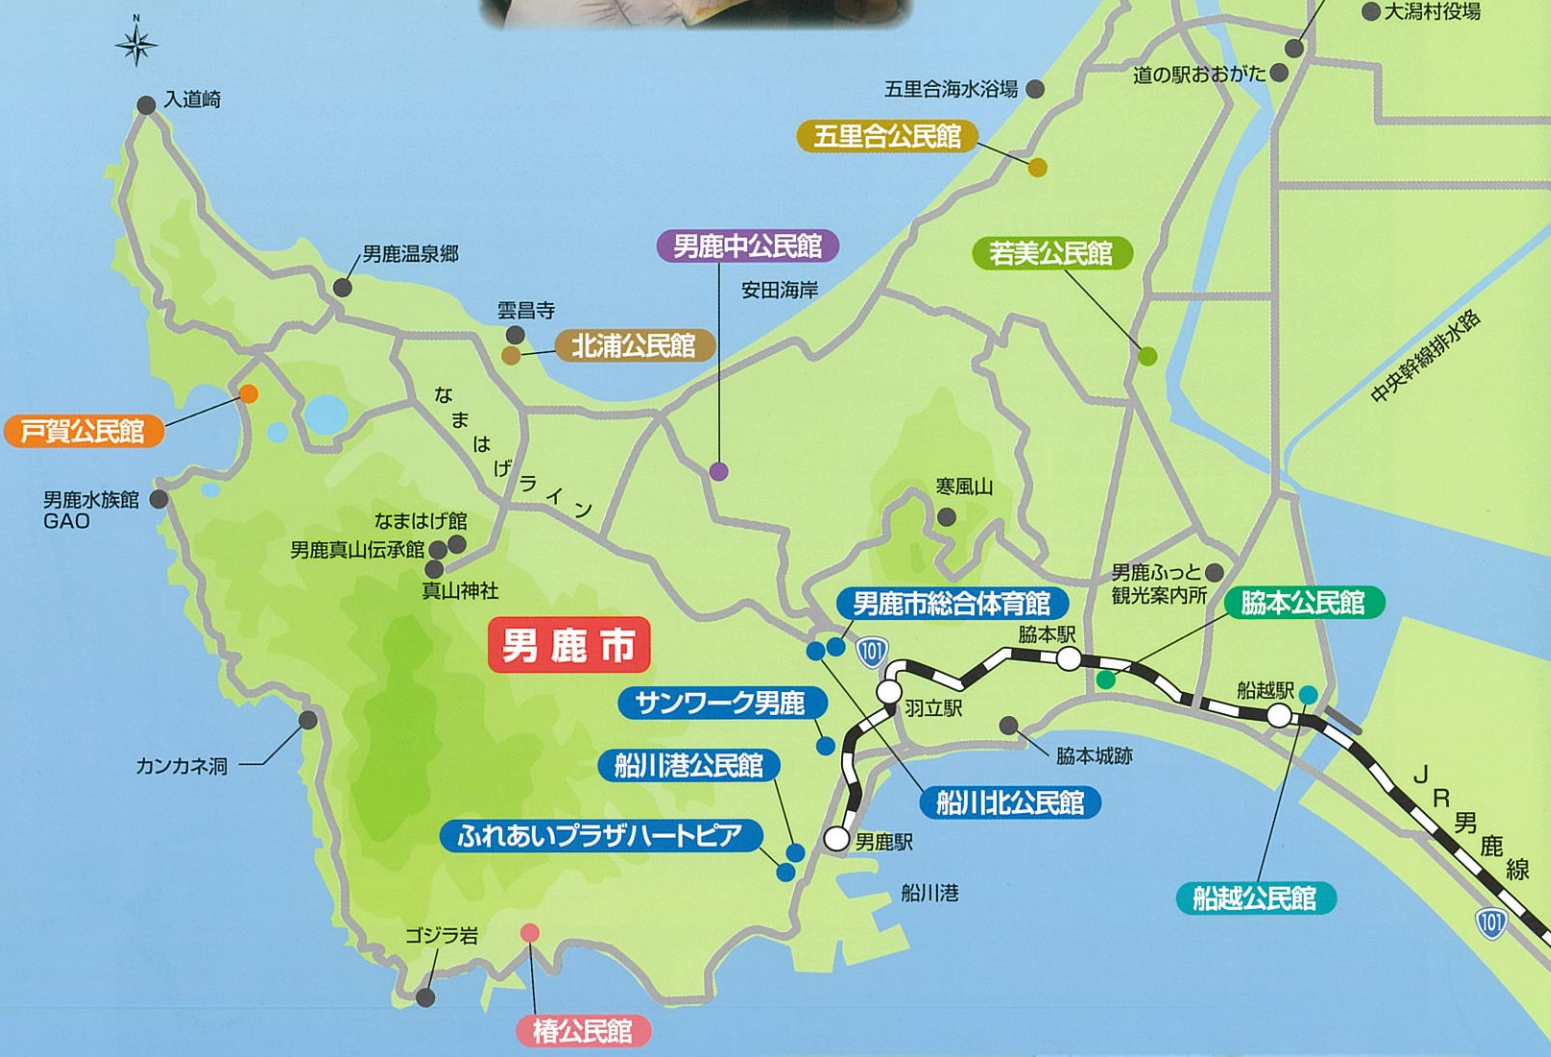 N
大潟村役場
道の駅おおがた
五里合海水浴場
入道崎
五里合公民館
男鹿中公民館
若美公民館
男鹿温泉郷
安田海岸
雲昌寺
北浦公民館
中央幹線排水路
なまはげライン
戸賀公民館
男鹿水族館
GAO
寒風山
なまはげ館
男鹿真山伝承館
真山神社
男鹿ふっと
観光案内所
男鹿市総合体育館
脇本公民館
男鹿市
101
脇本駅
サンワーク男鹿
羽立駅
船越駅
脇本城跡
カンカネ洞
船川港公民館
船川北公民館
JR男鹿線
ふれあいプラザハートピア
男鹿駅
船川港
船越公民館
101
ゴジラ岩
椿公民館